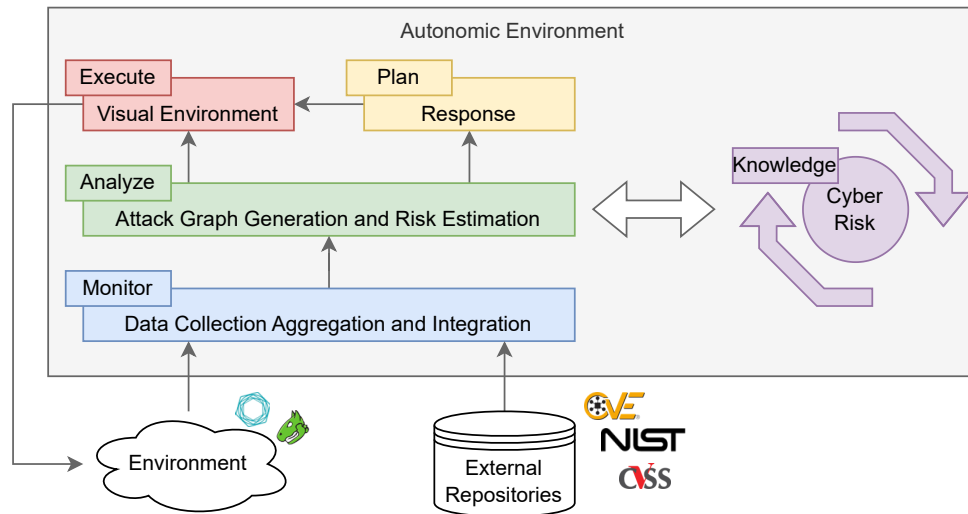 Autonomic Environment
Execute
Visual Environment
Plan
Response
Analyze
Attack Graph Generation and Risk Estimation
Knowledge
Cyber
Risk
Monitor
Data Collection Aggregation and Integration
Environment
External
Repositories
CVE
NIST
CVSS